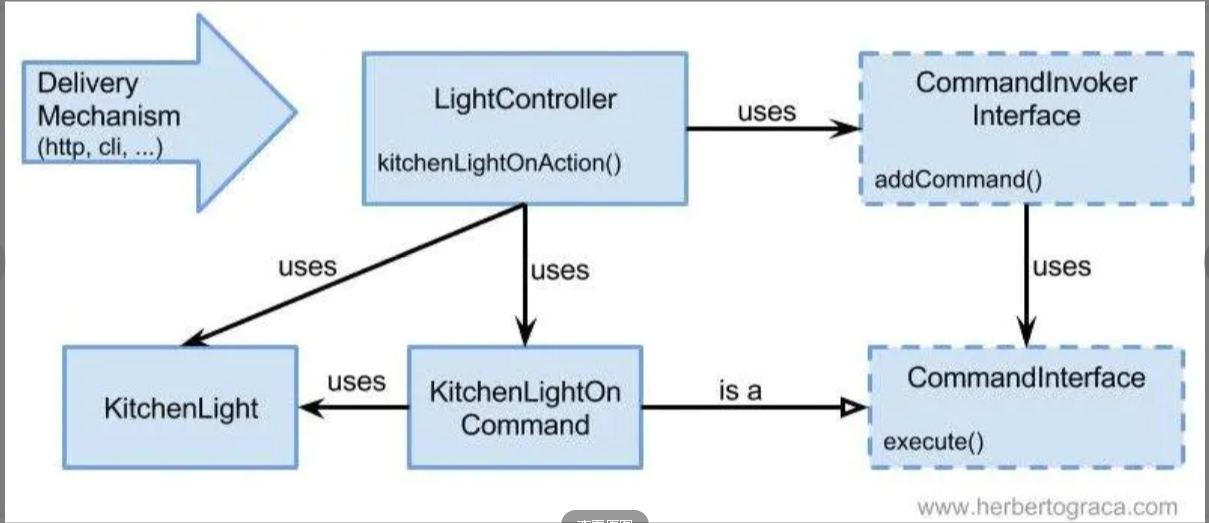 Delivery
Mechanism
(http, cli, ...)
LightController
kitchenLightOnAction()
uses
CommandInvoker
Interface
addCommand()
uses
uses
uses
KitchenLight
uses
KitchenLightOn
Command
is a
CommandInterface
execute()
www.herbertograca.com